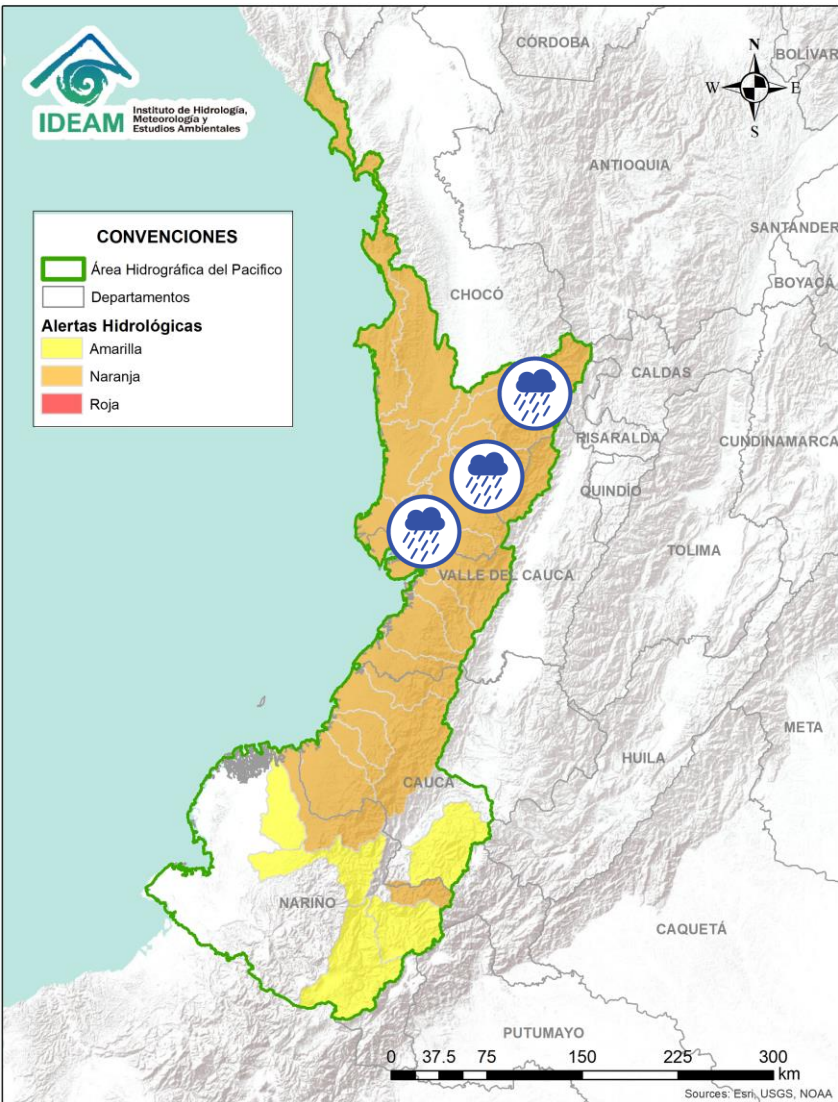 IDEAM
Instituto de Hidrología,
Meteorología y
Estudios Ambientales
N
W
E
S
CÓRDOBA
BOLÍVAR
ANTIOQUIA
SANTANDER
CONVENCIONES
Área Hidrográfica del Pacifico
Departamentos
Alertas Hidrológicas
Amarilla
Naranja
Roja
CHOCÓ
BOYACÁ
CALDAS
RISARALDA
CUNDINAMARCA
QUINDÍO
TOLIMA
VALLE DEL CAUCA
META
HUILA
CAUCA
NARIÑO
CAQUETÁ
PUTUMAYO
0 37.5 75 150 225 300
km
Sources: Esri, USGS, NOAA